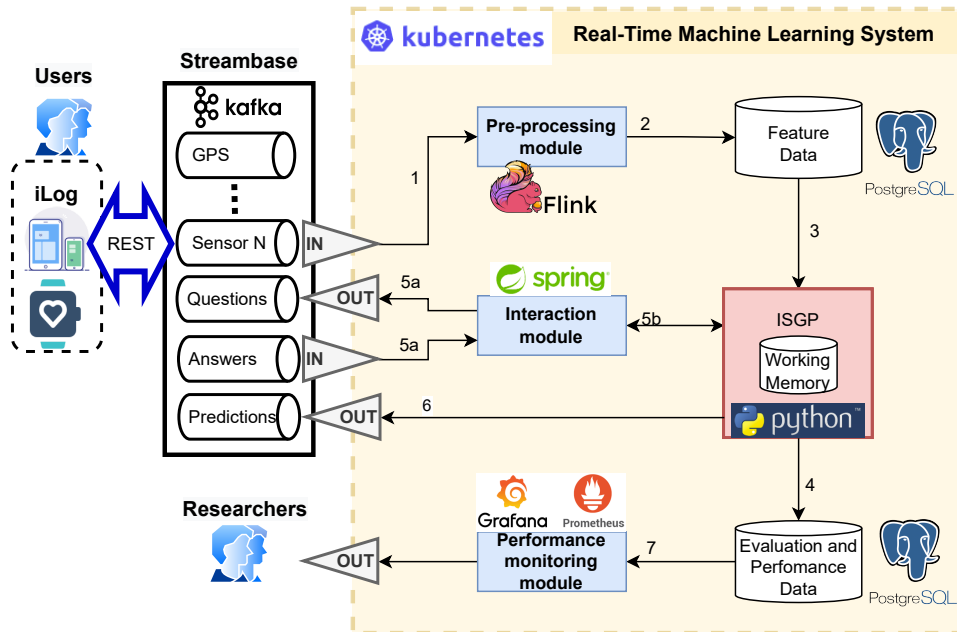 kubernetes
Real-Time Machine Learning System
Users
Streambase
kafka
GPS
iLog
REST
Sensor N
IN
Questions
OUT
Answers
IN
Predictions
OUT
1
Pre-processing
module
Flink
2
Feature
Data
PostgreSQL
3
5a
spring
Interaction
module
5a
5b
ISGP
Working
Memory
python™
6
4
Researchers
OUT
Grafana
Prometheus
Performance
monitoring
module
7
Evaluation and
Perfomance
Data
PostgreSQL